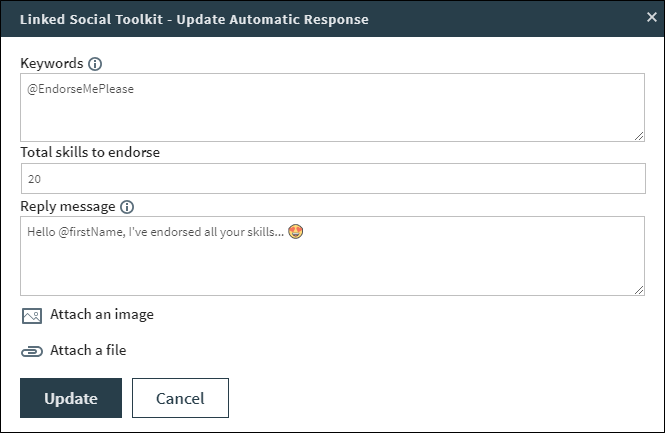 Linked Social Toolkit - Update Automatic Response
Keywords
@EndorseMePlease
Total skills to endorse
20
Reply message
Hello @firstName, I've endorsed all your skills... 😍
Attach an image
Attach a file
Update Cancel